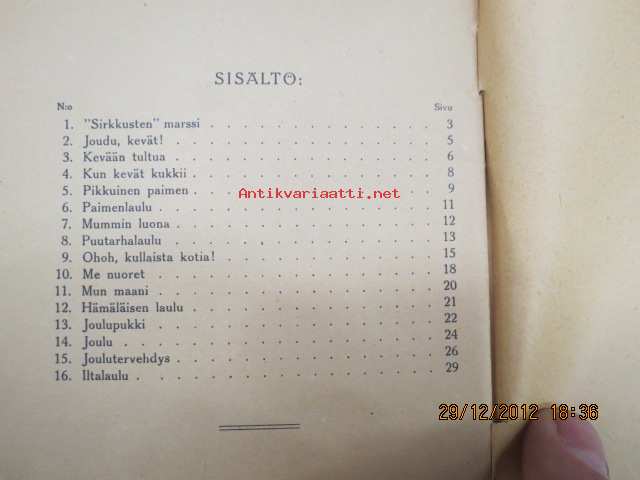 SISÄLTÖ:
N:o Sivu
1. "Sirkkusten" marssi . . . . . . . . . . . 3
2. Joudu, kevät! . . . . . . . . . . . . 5
3. Kevään tultua . . . . . . . . . . . . 6
4. Kun kevät kukkii . . . . . . . . . . . 8
5. Pikkuinen paimen . . . . . . . . . . . 9
Antikvariaatti.net
6. Paimenlaulu . . . . . . . . . . . . 11
7. Mummin luona . . . . . . . . . . . . 12
8. Puutarhalaulu . . . . . . . . . . . . 13
9. Ohoh, kullaista kotia! . . . . . . . . . . 15
10. Me nuoret . . . . . . . . . . . . . 18
11. Mun maani . . . . . . . . . . . . . 20
12. Hämäläisen laulu . . . . . . . . . . . 21
13. Joulupukki . . . . . . . . . . . . . 22
14. Joulu . . . . . . . . . . . . . . 24
15. Joulutervehdys . . . . . . . . . . . . 26
16. Iltalaulu . . . . . . . . . . . . . 29
29/12/2012 18:36